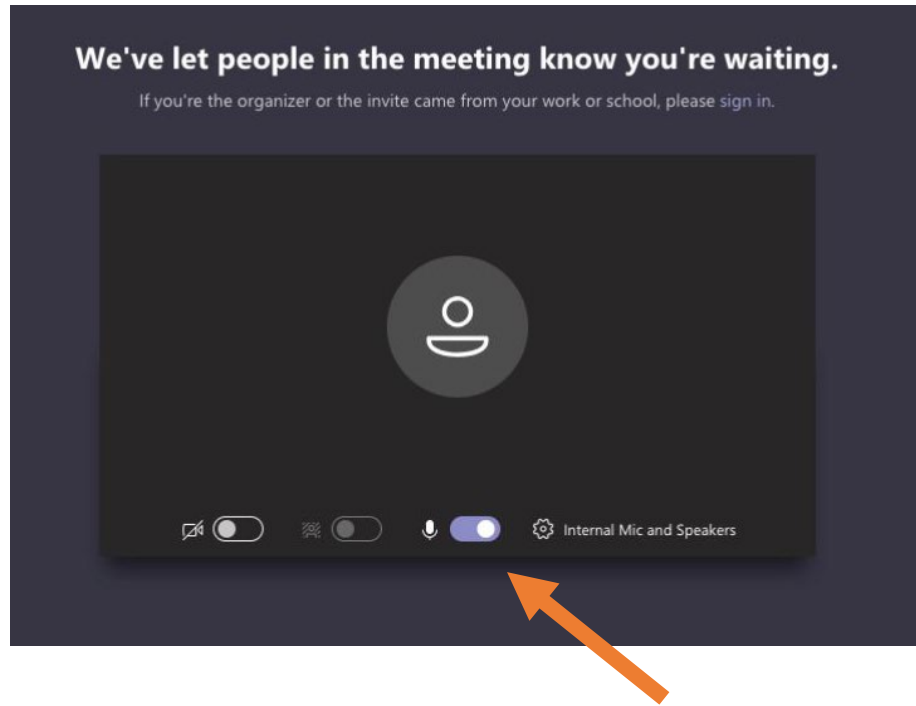 We've let people in the meeting know you're waiting.
If you're the organizer or the invite came from your work or school, please sign in.
Internal Mic and Speakers